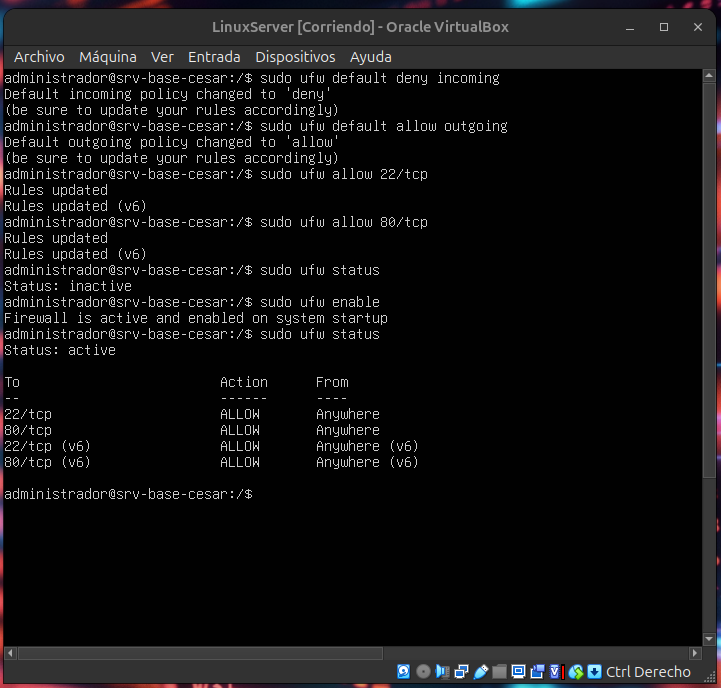 LinuxServer [Corriendo] - Oracle VirtualBox
Archivo Máquina Ver Entrada Dispositivos Ayuda
administrador@srv-base-cesar:/$ sudo ufw default deny incoming
Default incoming policy changed to 'deny'
(be sure to update your rules accordingly)
administrador@srv-base-cesar:/$ sudo ufw default allow outgoing
Default outgoing policy changed to 'allow'
(be sure to update your rules accordingly)
administrador@srv-base-cesar:/$ sudo ufw allow 22/tcp
Rules updated
Rules updated (v6)
administrador@srv-base-cesar:/$ sudo ufw allow 80/tcp
Rules updated
Rules updated (v6)
administrador@srv-base-cesar:/$ sudo ufw status
Status: inactive
administrador@srv-base-cesar:/$ sudo ufw enable
Firewall is active and enabled on system startup
administrador@srv-base-cesar:/$ sudo ufw status
Status: active
To Action From
-- ------ ----
22/tcp ALLOW Anywhere
80/tcp ALLOW Anywhere
22/tcp (v6) ALLOW Anywhere (v6)
80/tcp (v6) ALLOW Anywhere (v6)
administrador@srv-base-cesar:/$
Ctrl Derecho